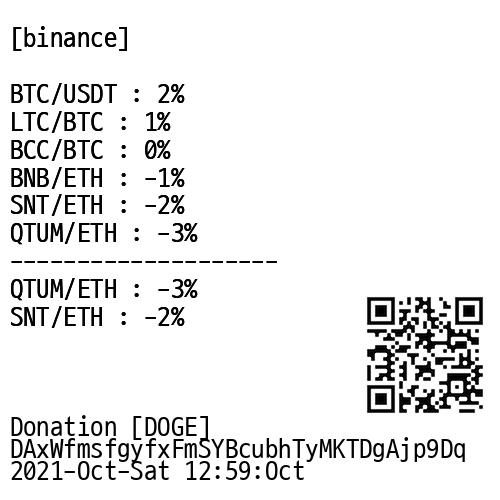 [binance]
BTC/USDT : 2%
LTC/BTC : 1%
BCC/BTC : 0%
BNB/ETH : -1%
SNT/ETH : -2%
QTUM/ETH : -3%
--------------------
QTUM/ETH : -3%
SNT/ETH : -2%
Donation [DOGE]
DAxWfmsfgyfxFmSYBcubhTyMKTDgAjp9Dq
2021-Oct-Sat 12:59:Oct